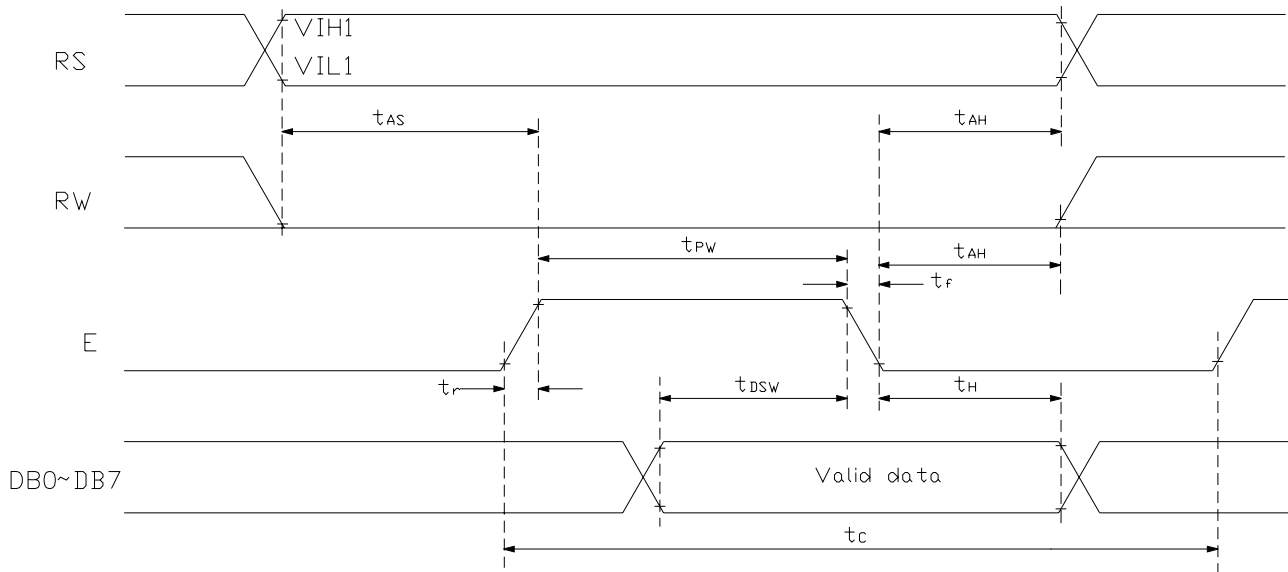 RS
VIH1
VIL1
tAS
tAH
RW
tPW
tAH
tf
E
tr
tDSW
tH
DB0~DB7
Valid data
tC